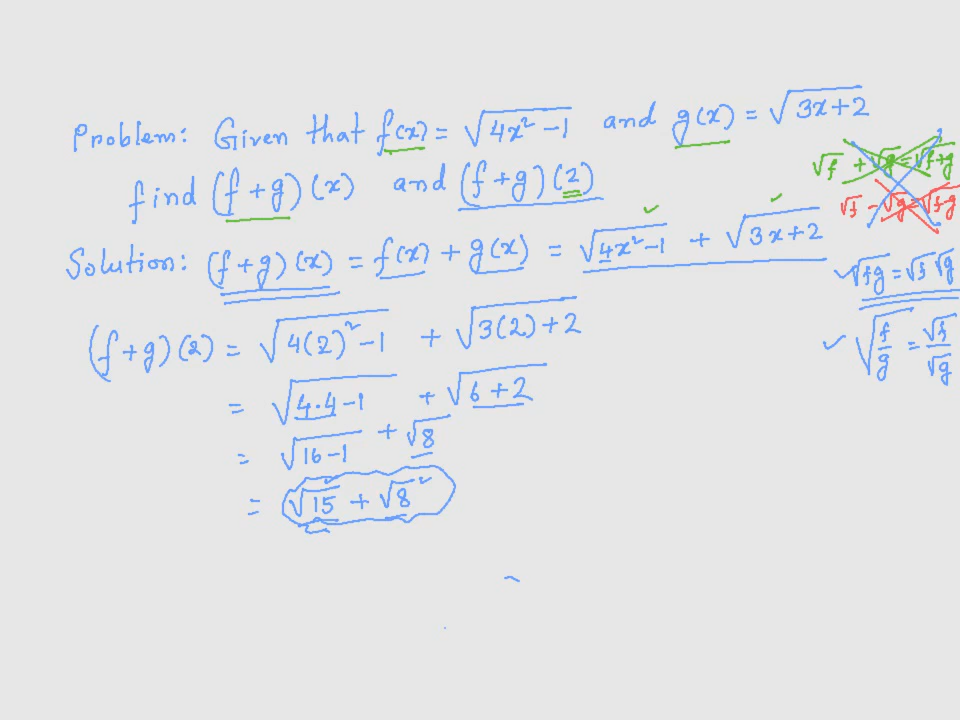 Problem: Given that f(x) = √(4x² - 1) and g(x) = √(3x + 2)
find (f + g)(x) and (f + g)(2)
Solution: (f+g)(x) = f(x) + g(x) = √(4x² - 1) + √(3x + 2)
(f + g)(2) = √(4(2)² - 1) + √(3(2) + 2)
= √(4·4 - 1) + √(6 + 2)
= √(16 - 1) + √8
= √15 + √8
√f + √g = √(f+g)
√f - √g = √(f-g)
√(fg) = √f √g
√(f/g) = √f/√g